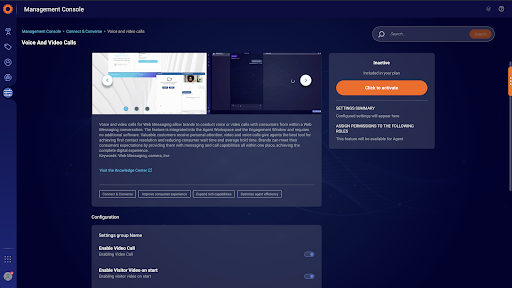 Management Console
Management Console • Connect & Converse • Voice and video calls
Voice And Video Calls
Search...
Search
Inactive
Included in your plan
Click to activate
SETTINGS SUMMARY
Configured settings will appear here
ASSIGN PERMISSIONS TO THE FOLLOWING
ROLES
This feature will be available for Agent
Voice and video calls for Web Messaging allow brands to conduct voice or video calls with consumers from within a Web
Messaging conversation. The feature is integrated into the Agent Workspace and the Engagement Window and requires
no additional software. Valuable customers receive personal attention, video and voice calls give agents the best tool for
achieving first contact resolution and reducing consumer wait time and average hold time. Brands can meet their
consumers expectations by providing them with messaging and call capabilities all within one place, achieving the
complete digital experience.
Keywords: Web Messaging,
Visit the Knowledge Center
Connect & Converse
Improve consumer experience
Expand rich capabilities
Optimize agent efficiency
Configuration
Settings group Name
Enable Video Call
Enabling Video Call
Enable Visitor Video on start
Enabling visitor video on start